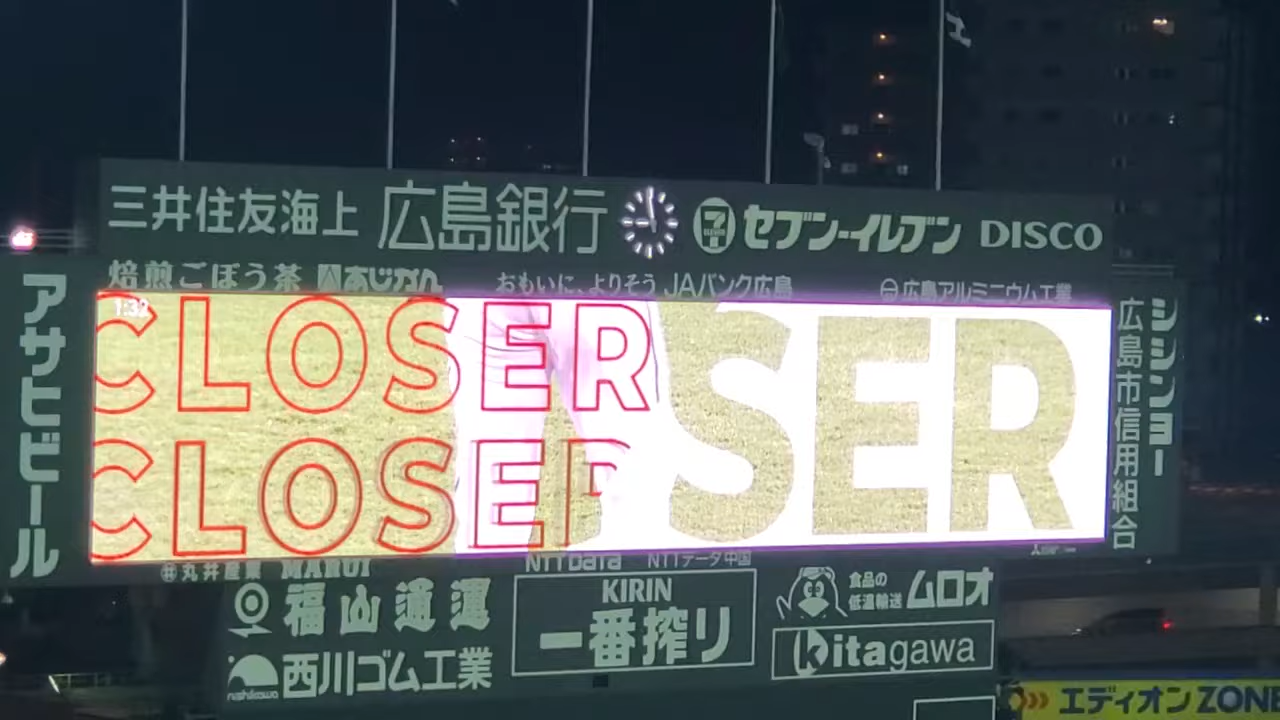 三井住友海上 広島銀行 7 ELEVEN セブン-イレブン DISCO
焙煎ごぼう茶 あじかん おもいに、よりそう JAバンク広島 広島アルミニウム工業
アサヒビール
1:32
CLOSER SER
CLOSER
シシンヨー
広島市信用組合
丸井産業 MARUI NTT DATA NTTデータ中国
福山通運
KIRIN
一番搾り
食品の
低温輸送 ムロオ
nishikawa 西川ゴム工業
kitagawa
エディオン ZONE